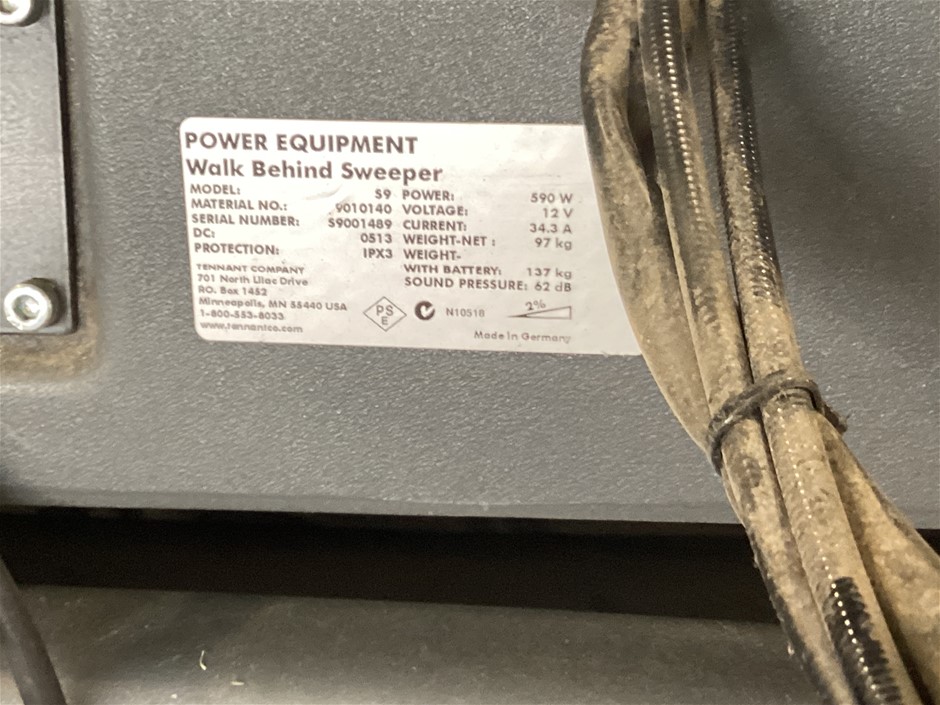 POWER EQUIPMENT
Walk Behind Sweeper
MODEL: S9 POWER: 590 W
MATERIAL NO.: 9010140 VOLTAGE: 12 V
SERIAL NUMBER: S9001489 CURRENT: 34.3 A
DC: 0513 WEIGHT-NET : 97 kg
PROTECTION: IPX3 WEIGHT-
WITH BATTERY: 137 kg
SOUND PRESSURE: 62 dB
TENNANT COMPANY
701 North Lilac Drive
P.O. Box 1452
Minneapolis, MN 55440 USA
1-800-553-8033
www.tennantco.com
PS
E
N10518
2%
Made in Germany